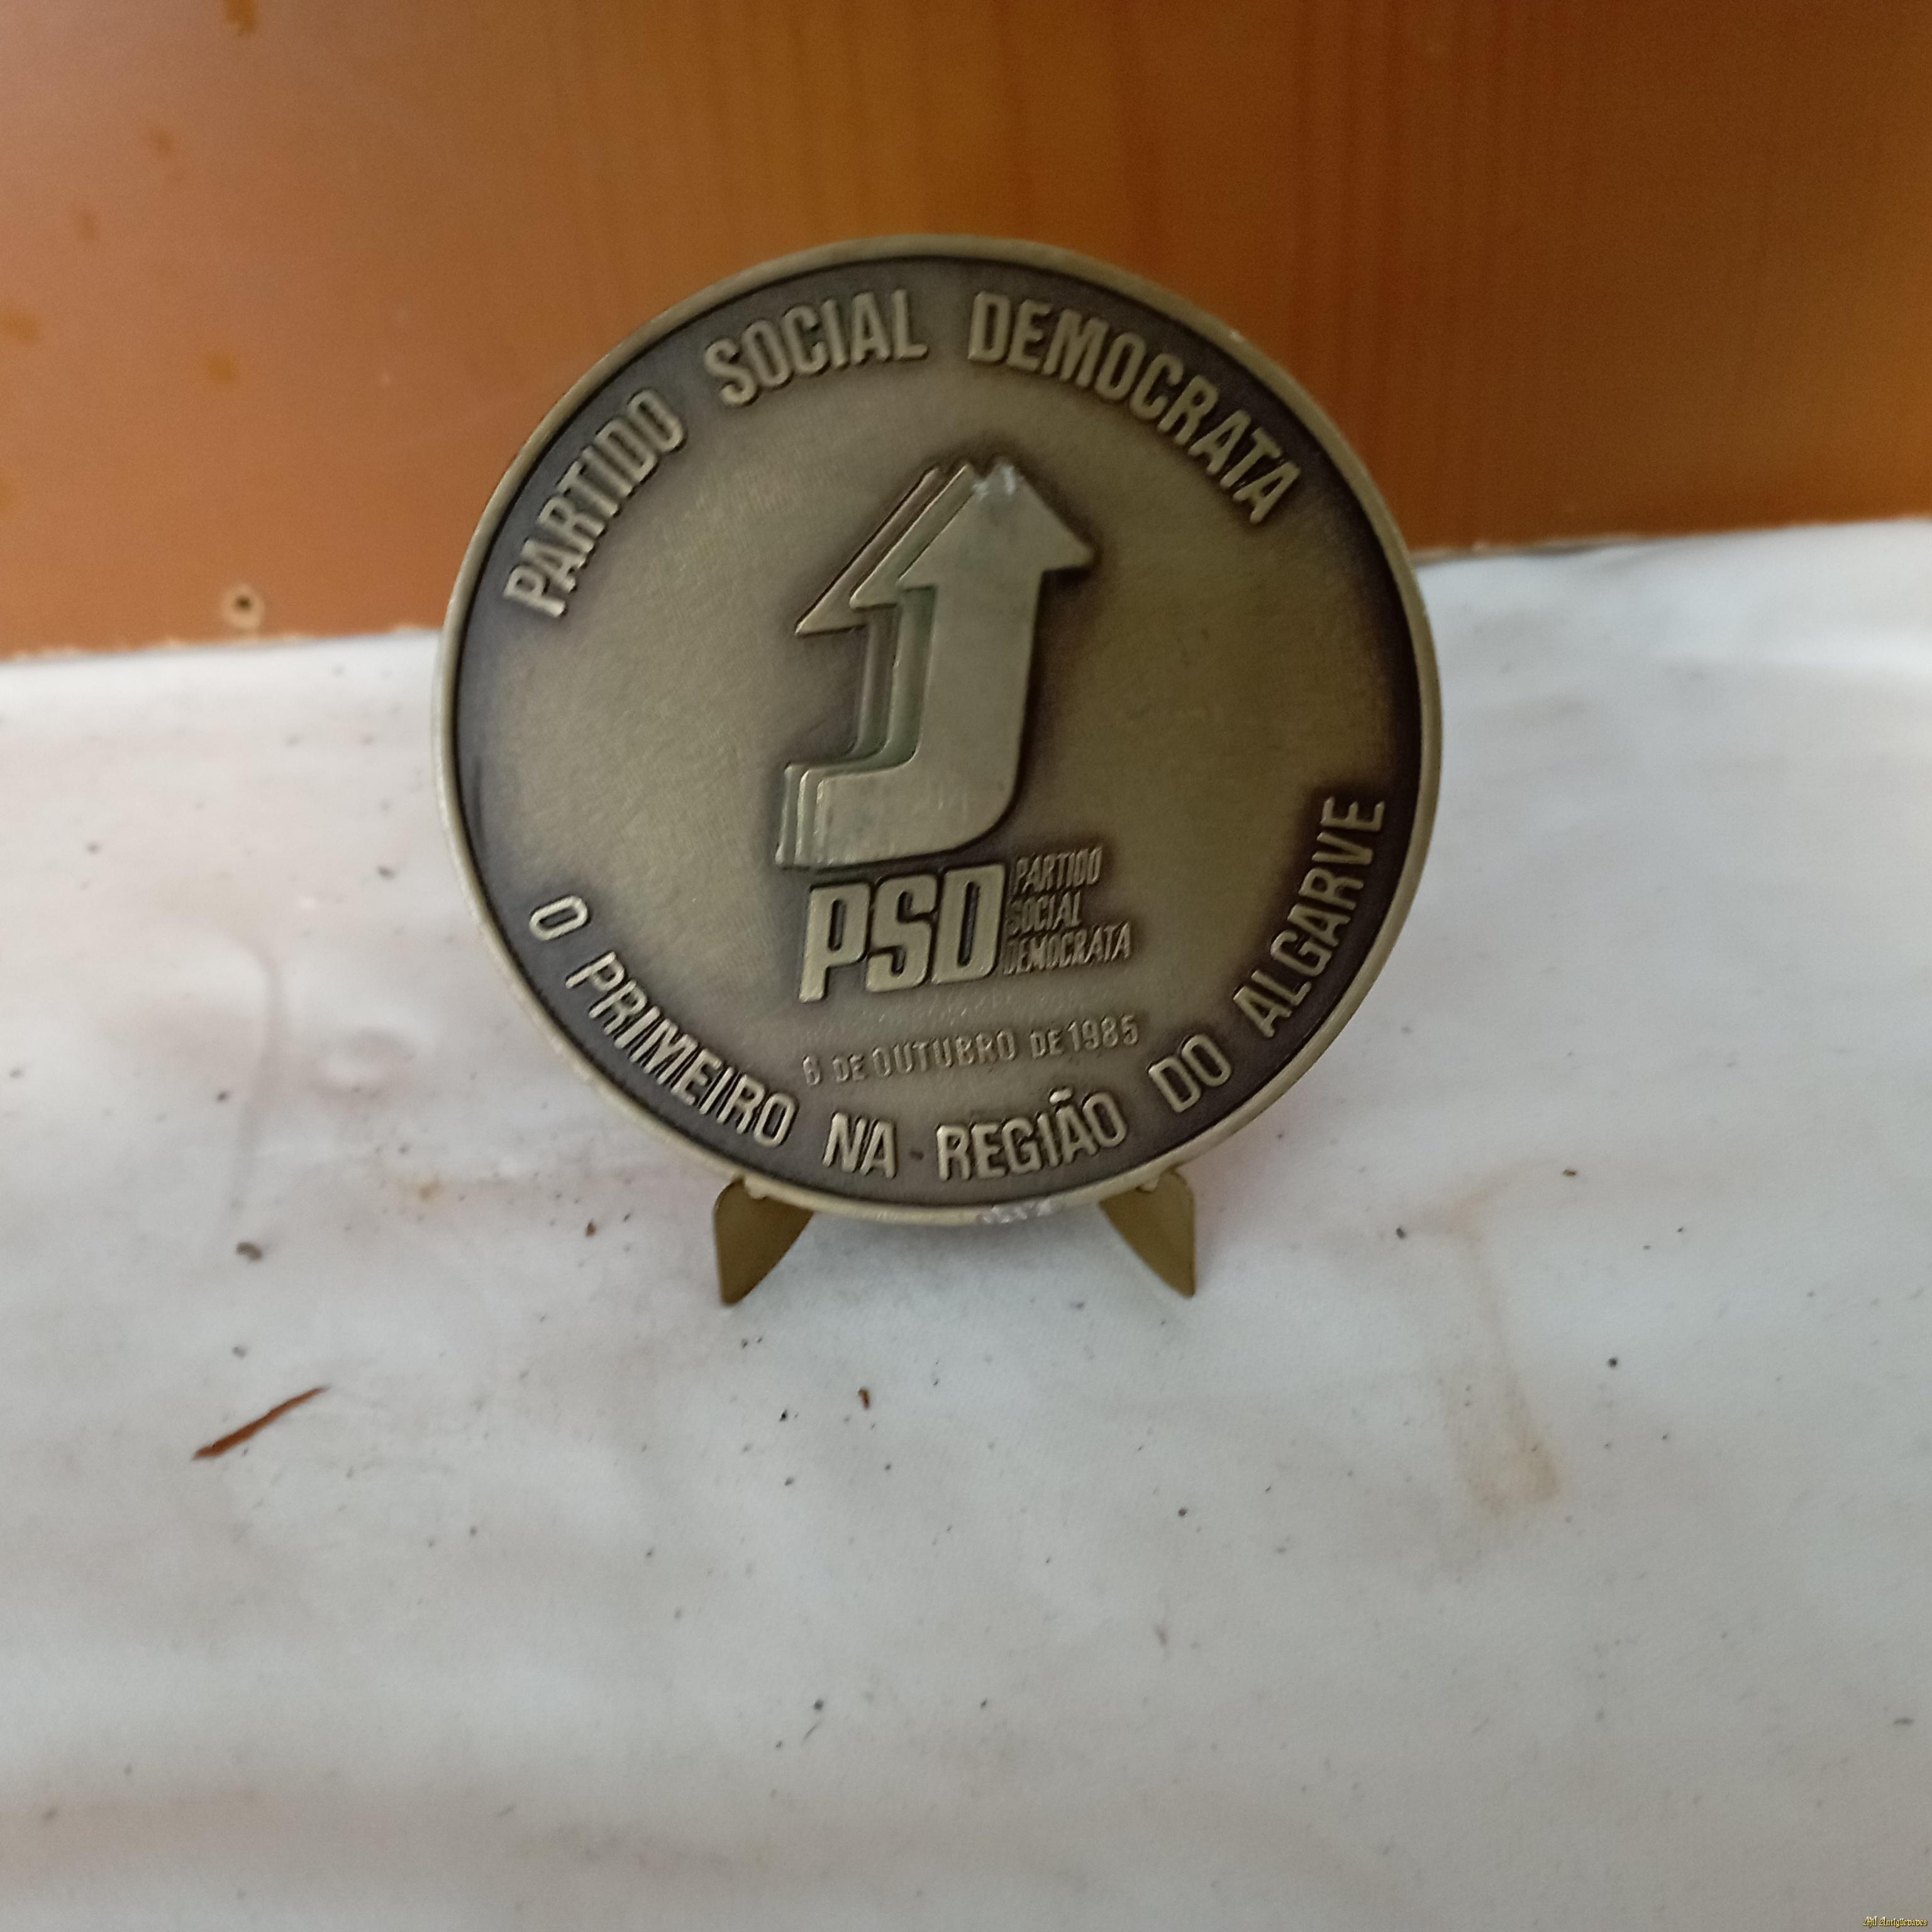 PARTIDO SOCIAL DEMOCRATA
PSD
PARTIDO
SOCIAL
DEMOCRATA
6 DE OUTUBRO DE 1985
O PRIMEIRO NA REGIÃO DO ALGARVE